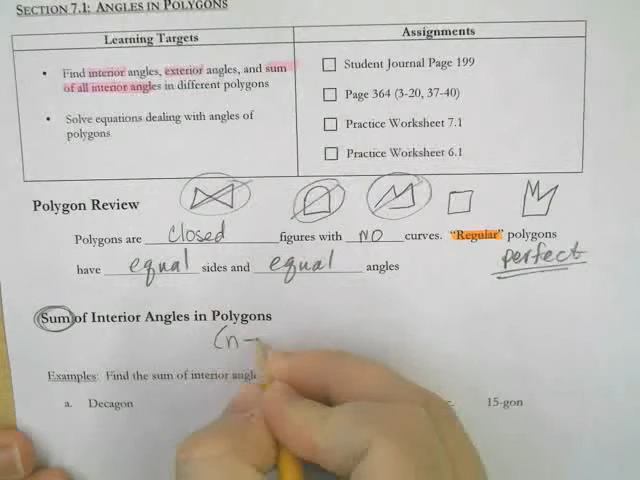 SECTION 7.1: ANGLES IN POLYGONS
Learning Targets
Assignments
• Find interior angles, exterior angles, and sum
of all interior angles in different polygons
• Solve equations dealing with angles of
polygons
Student Journal Page 199
Page 364 (3-20, 37-40)
Practice Worksheet 7.1
Practice Worksheet 6.1
Polygon Review
Polygons are closed figures with NO curves. "Regular" polygons
perfect
have equal sides and equal angles
Sum of Interior Angles in Polygons
(n-
Examples: Find the sum of interior angle
a. Decagon
15-gon